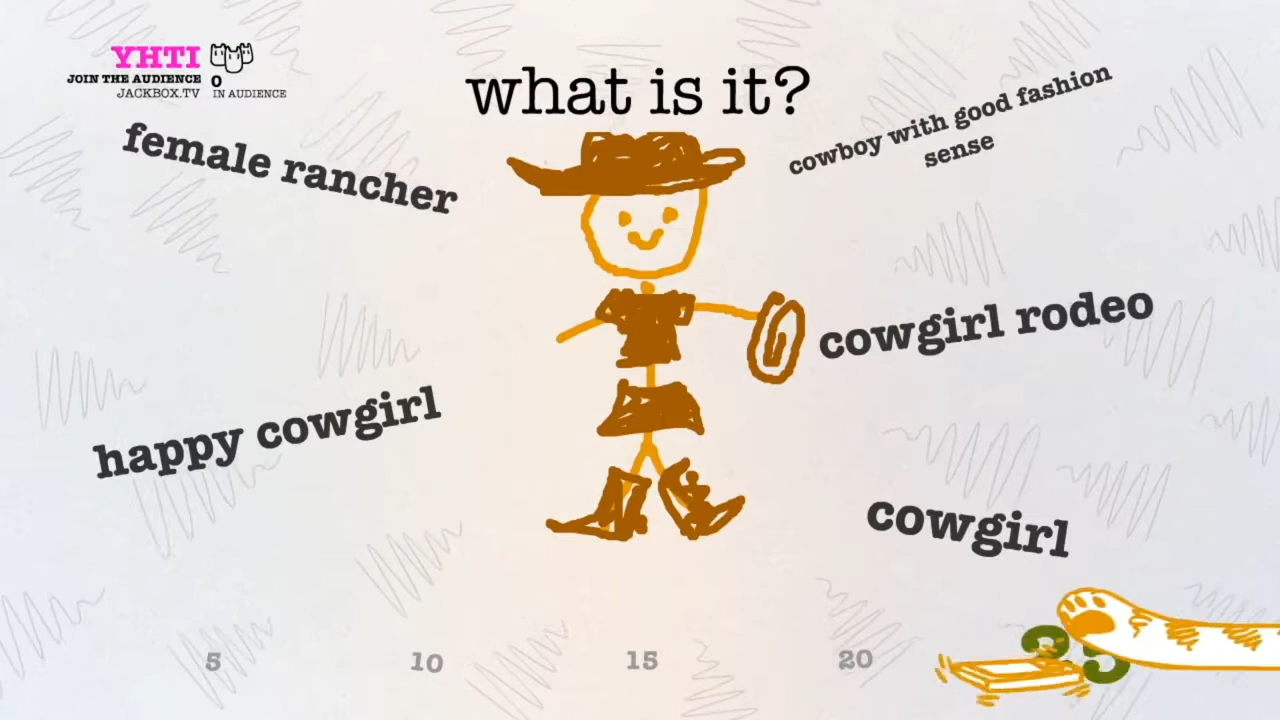 YHTI
JOIN THE AUDIENCE
JACKBOX.TV
0
IN AUDIENCE
what is it?
female rancher
cowboy with good fashion
sense
cowgirl rodeo
happy cowgirl
cowgirl
5
10
15
20
25